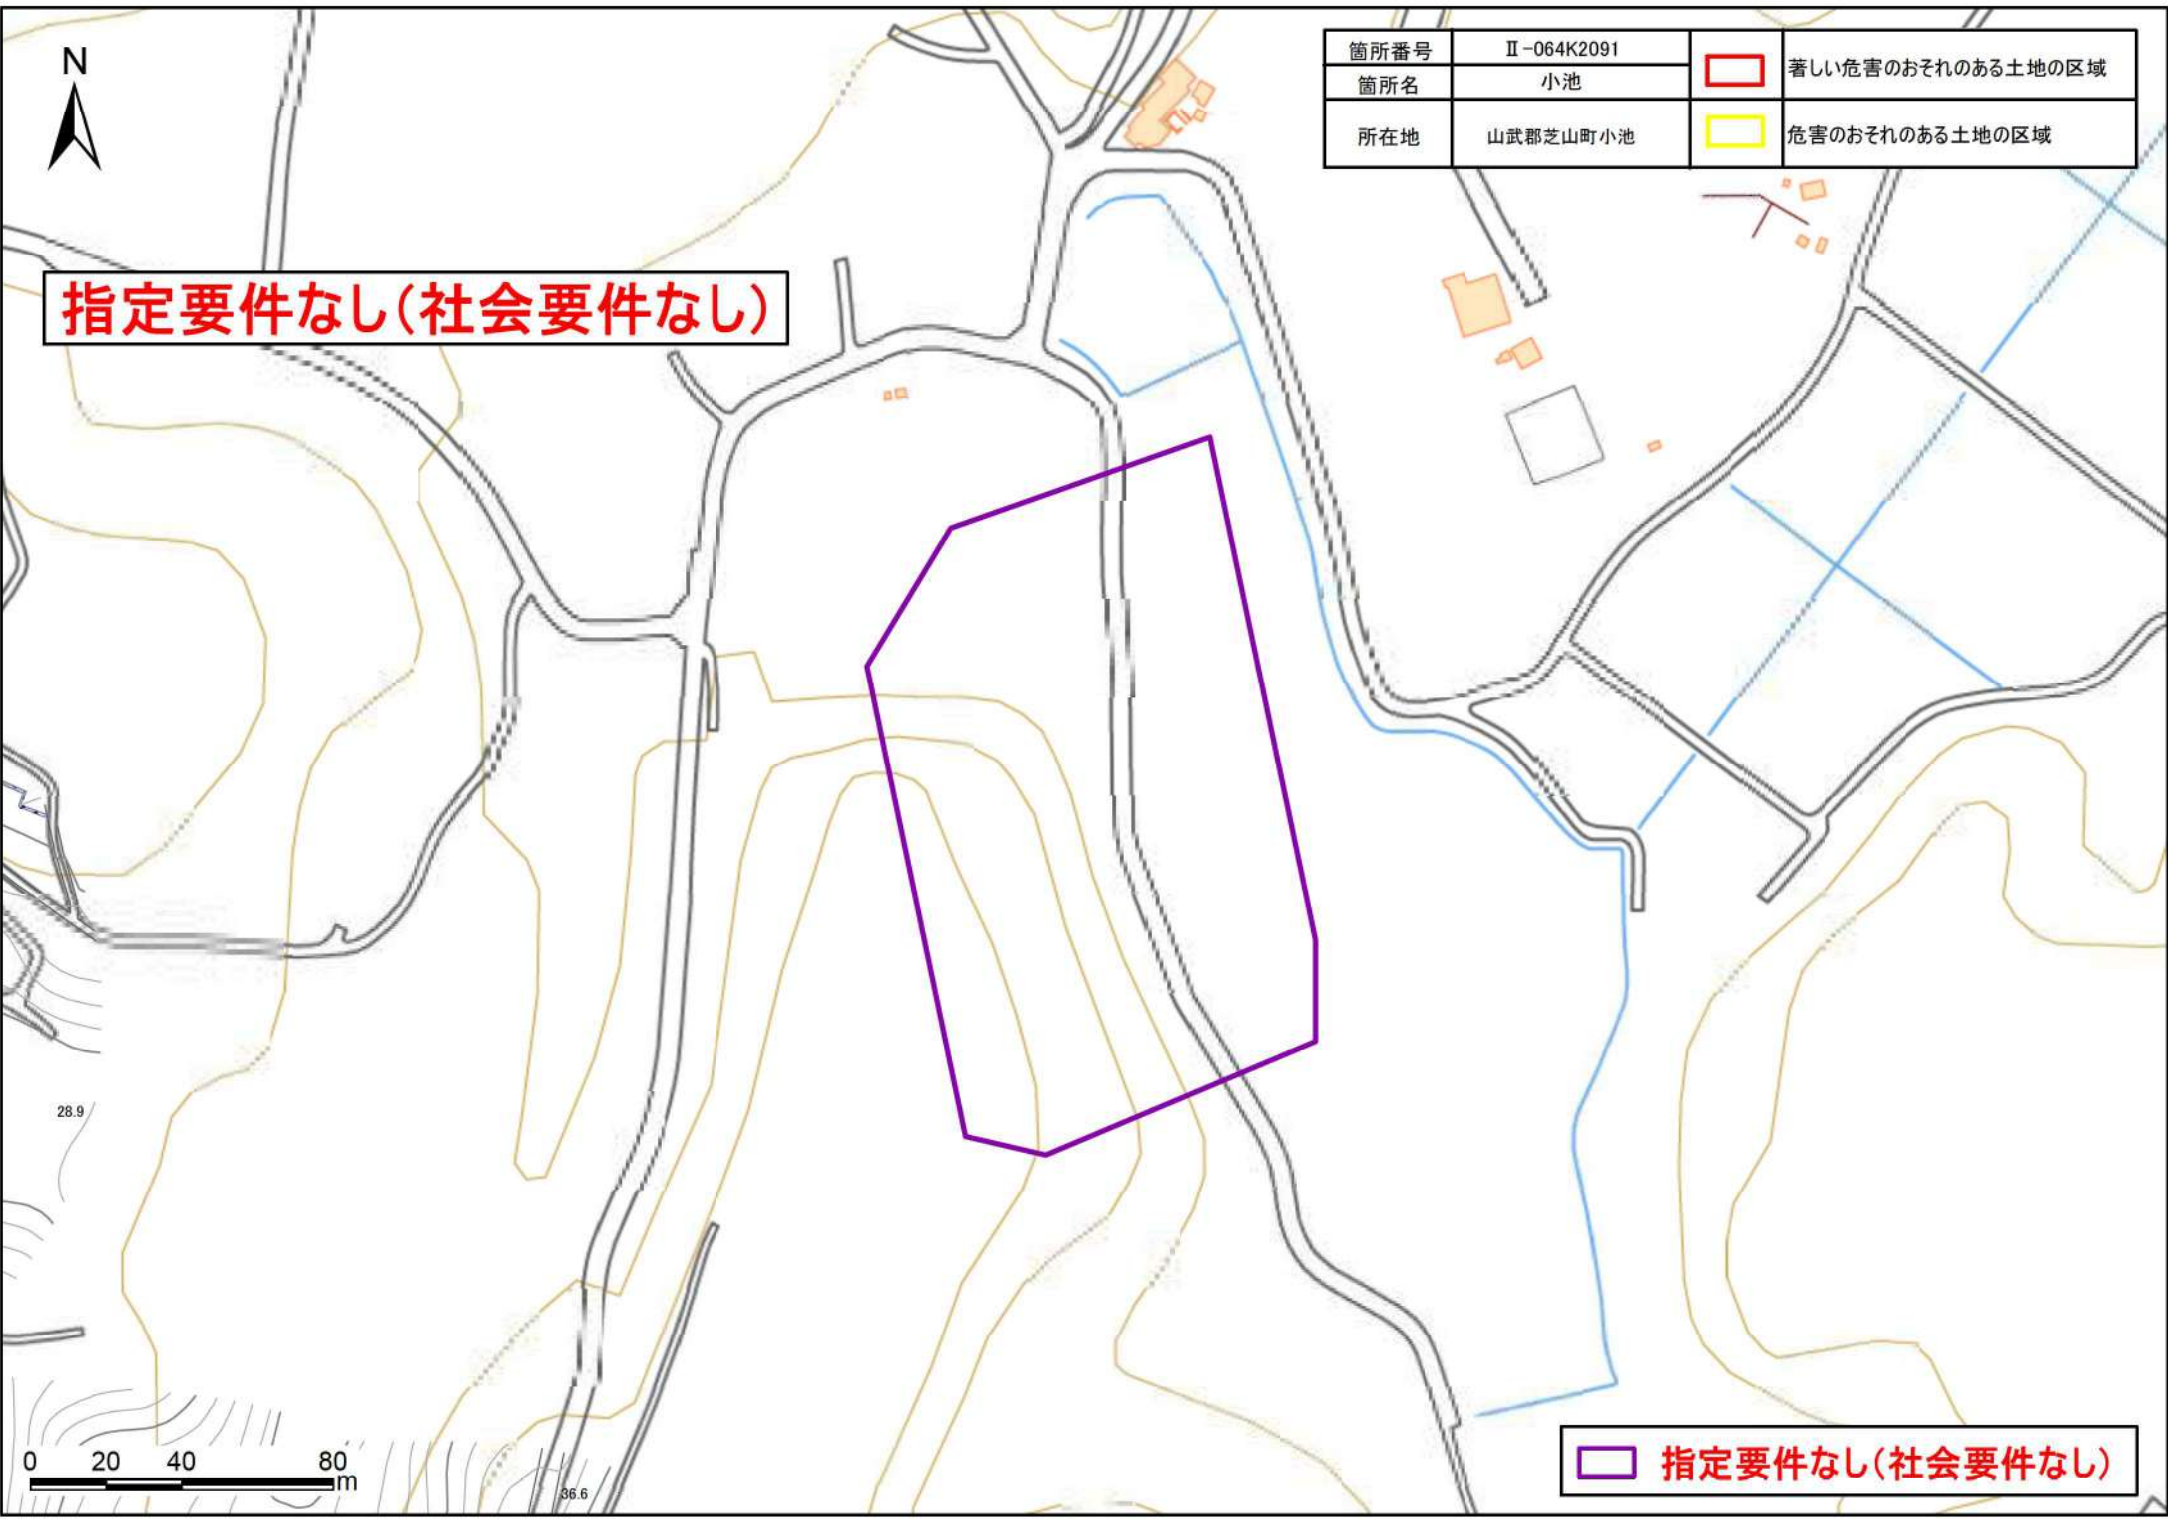 N
箇所番号 Ⅱ-064K2091
箇所名 小池
所在地 山武郡芝山町小池
著しい危害のおそれのある土地の区域
危害のおそれのある土地の区域
指定要件なし(社会要件なし)
28.9
36.6
0 20 40 80
m
指定要件なし(社会要件なし)